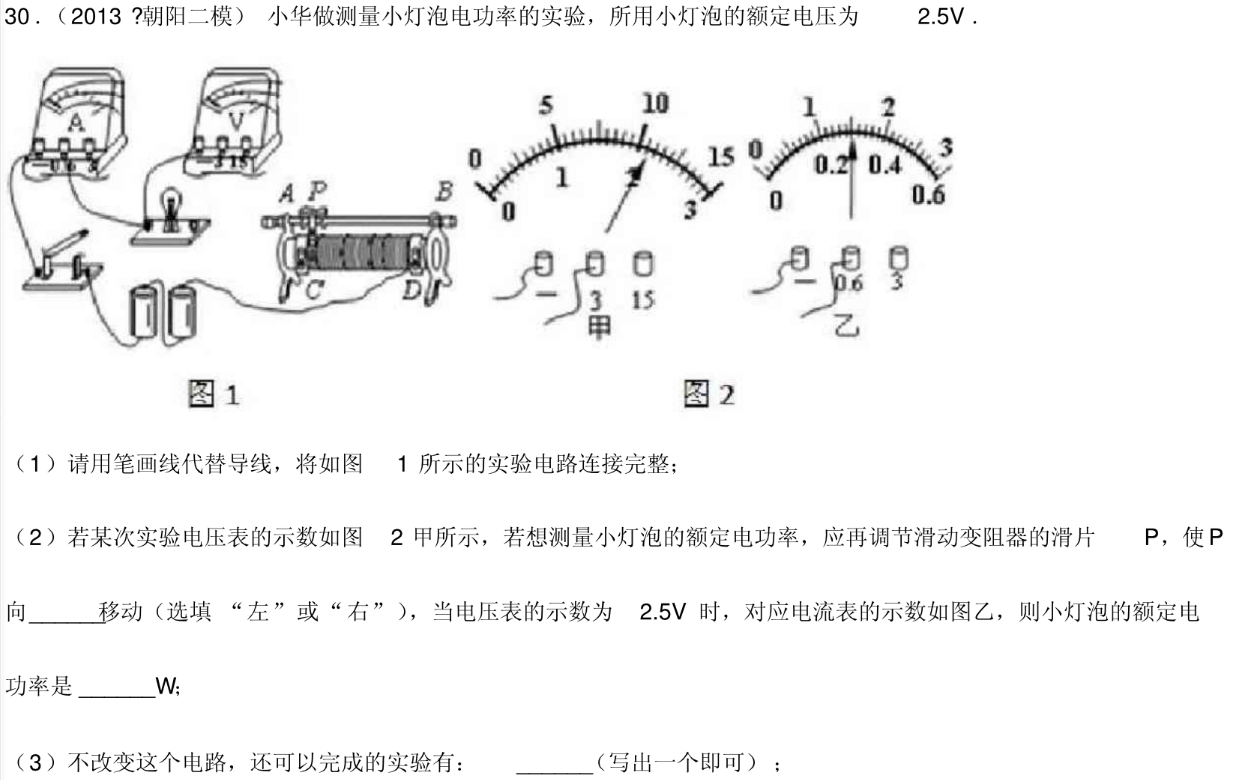 30．（2013 ?朝阳二模） 小华做测量小灯泡电功率的实验，所用小灯泡的额定电压为 2.5V．
A V
− 0.6 3 − 3 15
A P B
C D
0 5 10 15
0 1 2 3
− 3 15
甲
0 1 2 3
0 0.2 0.4 0.6
− 0.6 3
乙
图 1 图 2
（1）请用笔画线代替导线，将如图 1 所示的实验电路连接完整；
（2）若某次实验电压表的示数如图 2 甲所示，若想测量小灯泡的额定电功率，应再调节滑动变阻器的滑片 P，使 P
向______移动（选填 “左”或“右”），当电压表的示数为 2.5V 时，对应电流表的示数如图乙，则小灯泡的额定电
功率是 ______W；
（3）不改变这个电路，还可以完成的实验有： ______（写出一个即可）；